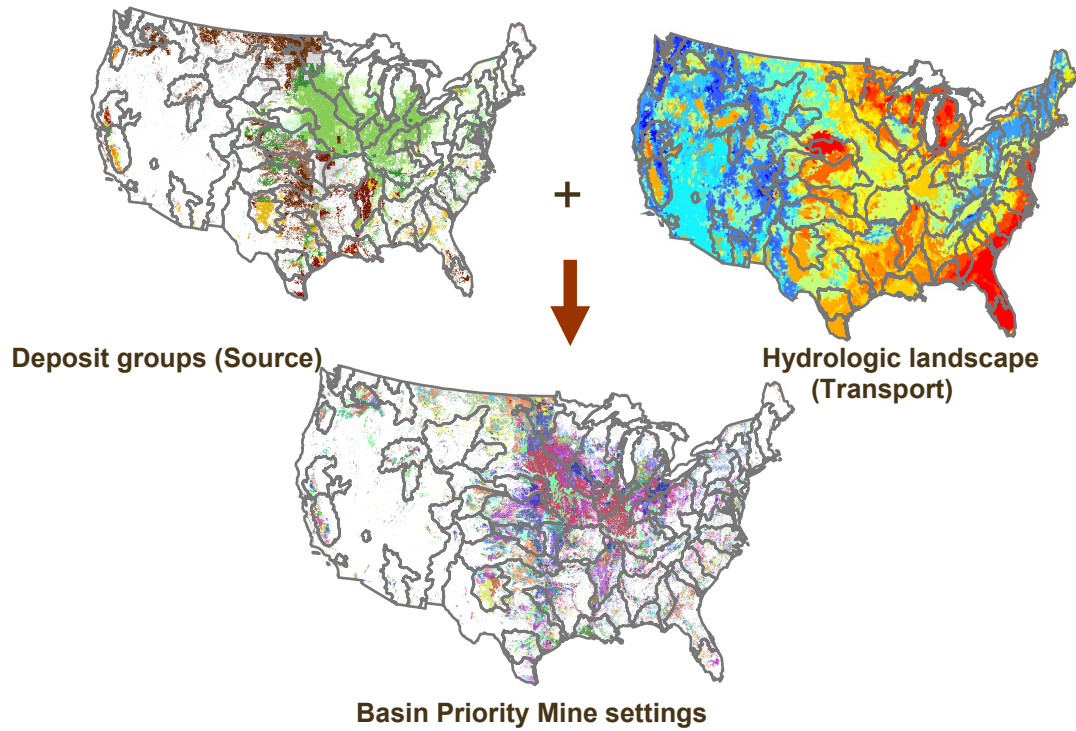 +
Deposit groups (Source)
Hydrologic landscape
(Transport)
Basin Priority Mine settings